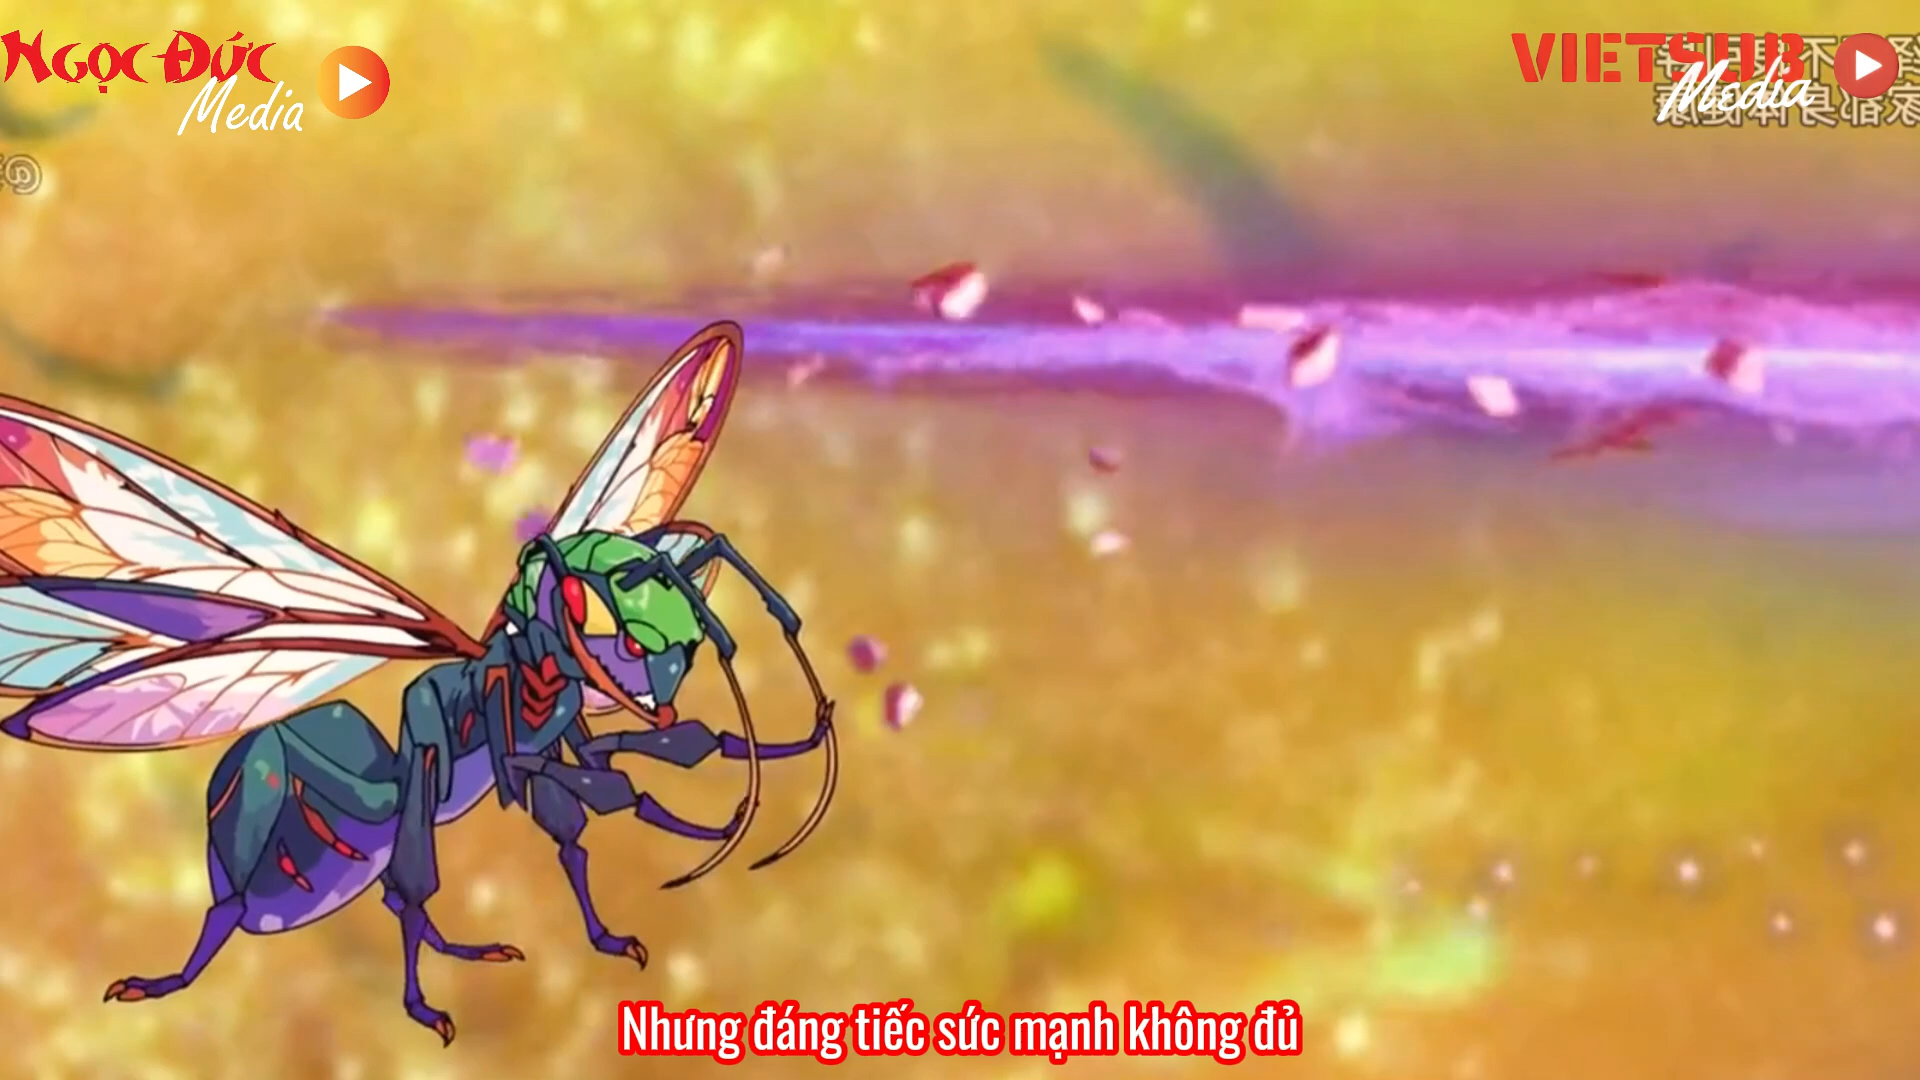 NGỌC ĐỨC
Media
VIETSUB
Media
@
Nhưng đáng tiếc sức mạnh không đủ